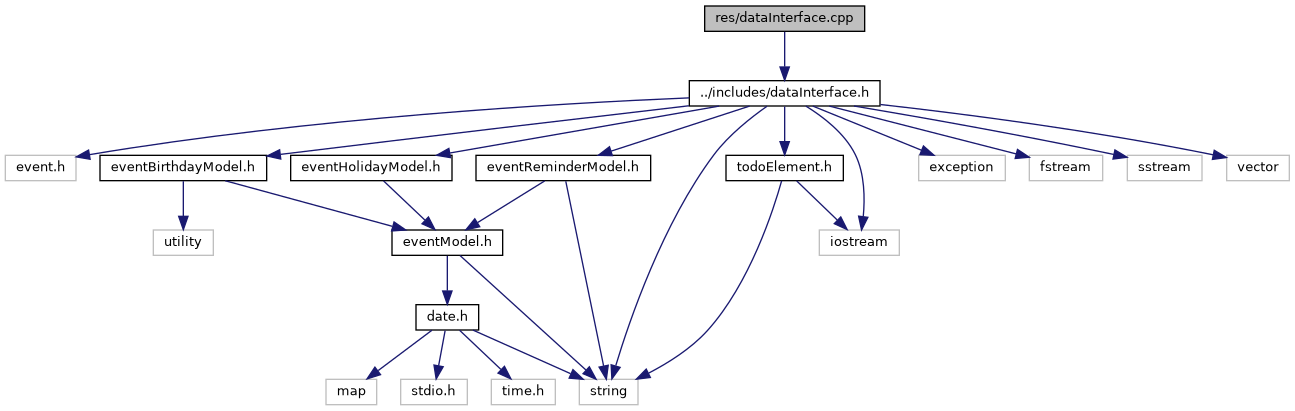 res/dataInterface.cpp
../includes/dataInterface.h
event.h
eventBirthdayModel.h
eventHolidayModel.h
eventReminderModel.h
todoElement.h
exception
fstream
sstream
vector
utility
eventModel.h
iostream
date.h
map
stdio.h
time.h
string